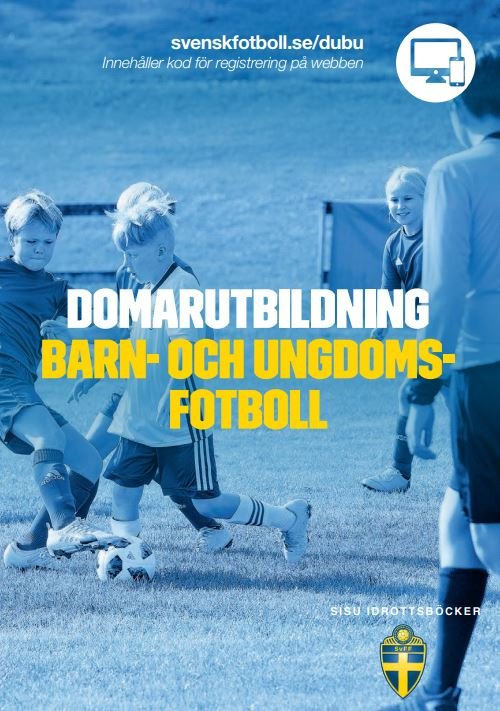 svenskfotboll.se/dubu
Innehåller kod för registrering på webben
DOMARUTBILDNING
BARN- OCH UNGDOMS-
FOTBOLL
SISU IDROTTSBÖCKER
SvFF